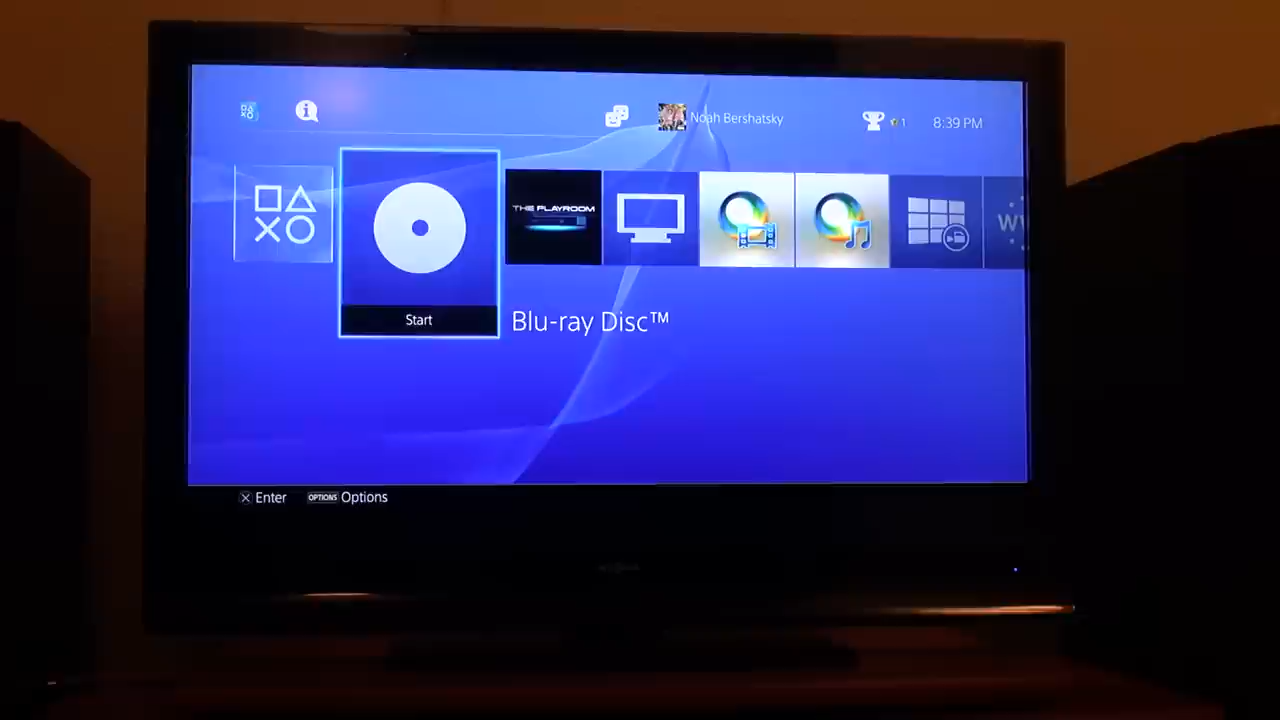 Noah Bershatsky
1
8:39 PM
THE PLAYROOM
Start
Blu-ray Disc™
Enter
OPTIONS Options